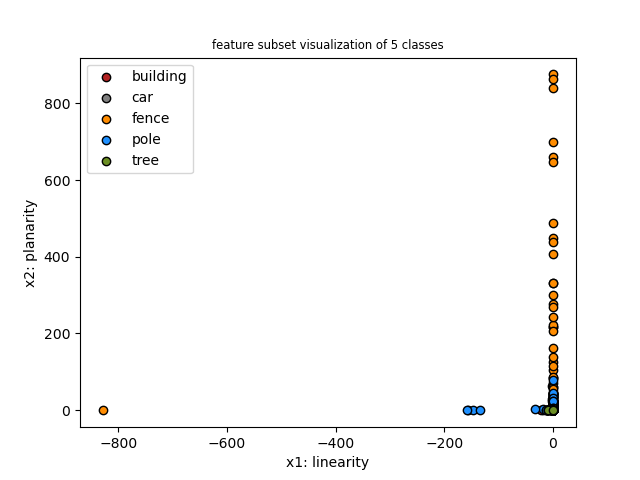 feature subset visualization of 5 classes
building
car
fence
pole
tree
x2: planarity
800
600
400
200
0
−800
−600
−400
−200
0
x1: linearity